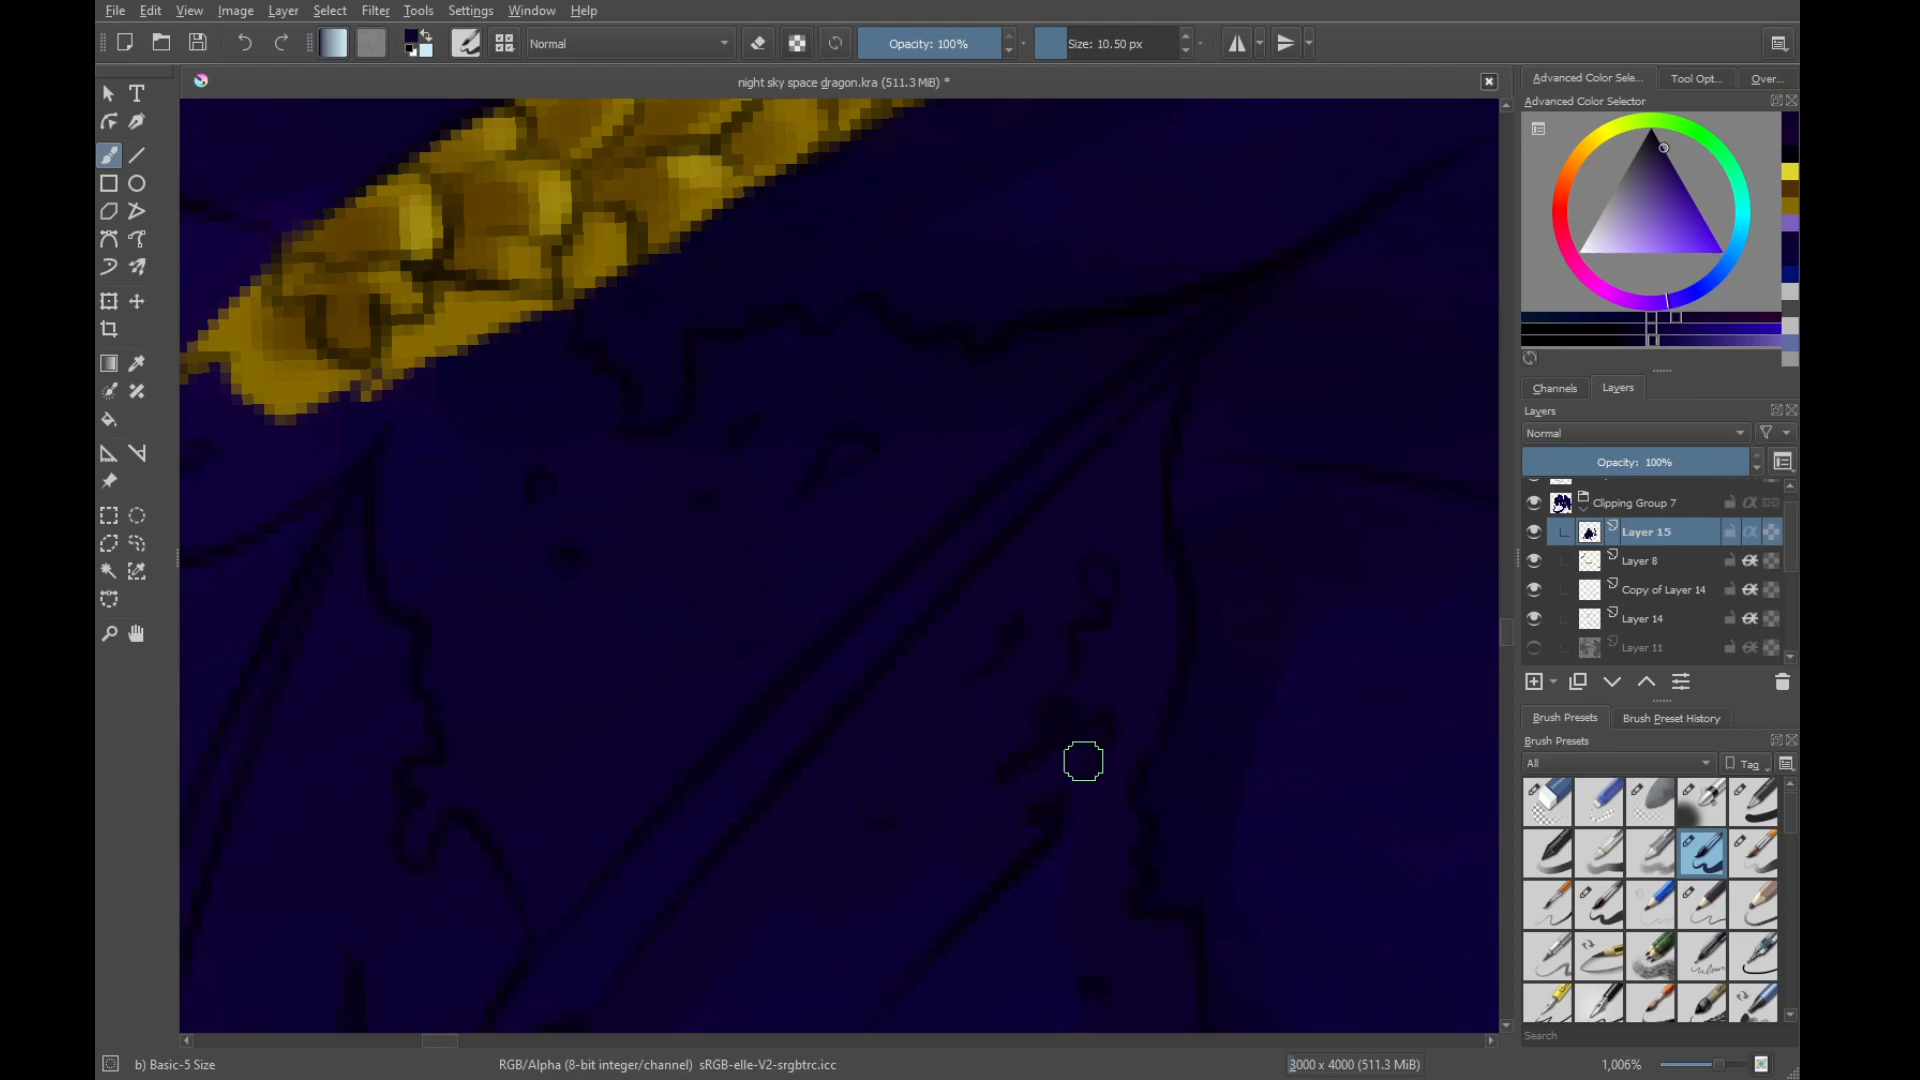 File Edit View Select Filter Tools Settings Window Help
Image Layer
Normal
Opacity: 100%
Size: 10.50 px
night sky space dragon.kra (511.3 MiB) *
Advanced Color Sele... Tool Opt... Over...
Advanced Color Selector
Channels Layers
Layers
Normal
Opacity: 100%
Clipping Group 7
Layer 15
Layer 8
Copy of Layer 14
Layer 14
Layer 11
Brush Presets Brush Preset History
Brush Presets
All
Tag
Search
b) Basic-5 Size
RGB/Alpha (8-bit integer/channel) sRGB-elle-V2-srgbtrc.icc
3000 x 4000 (511.3 MiB)
1,006%